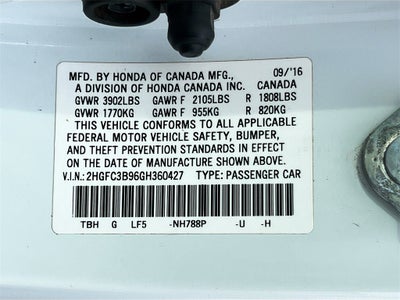 09/'16
MFD. BY HONDA OF CANADA MFG.,
A DIVISION OF HONDA CANADA INC. CANADA
GVWR 3902LBS GAWR F 2105LBS R 1808LBS
GVWR 1770KG GAWR F 955KG R 820KG
THIS VEHICLE CONFORMS TO ALL APPLICABLE
FEDERAL MOTOR VEHICLE SAFETY, BUMPER,
AND THEFT PREVENTION STANDARDS IN EFFECT
ON THE DATE OF MANUFACTURE SHOWN ABOVE.
V.I.N.: 2HGFC3B96GH360427 TYPE: PASSENGER CAR
TBH G LF5 -NH788P -U -H